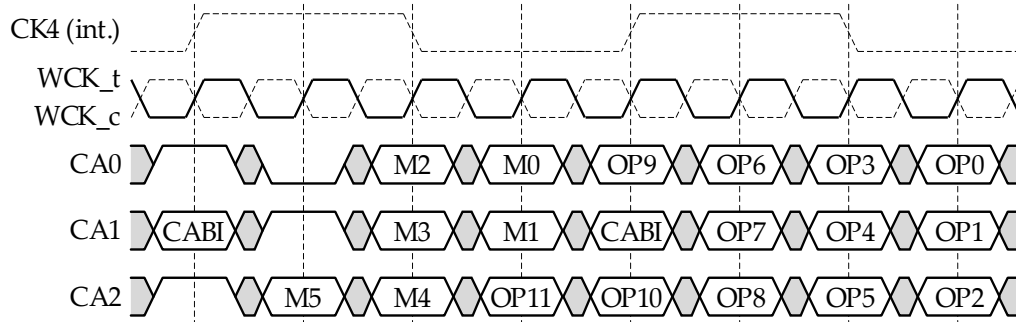 CK4 (int.)
WCK_t
WCK_c
CA0 M2 M0 OP9 OP6 OP3 OP0
CA1 CABI M3 M1 CABI OP7 OP4 OP1
CA2 M5 M4 OP11 OP10 OP8 OP5 OP2